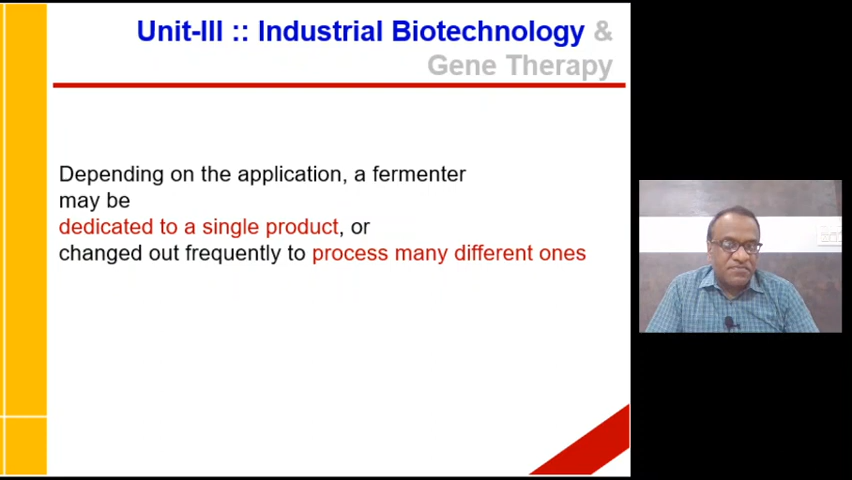 Unit-III :: Industrial Biotechnology &
Gene Therapy
Depending on the application, a fermenter
may be
dedicated to a single product, or
changed out frequently to process many different ones